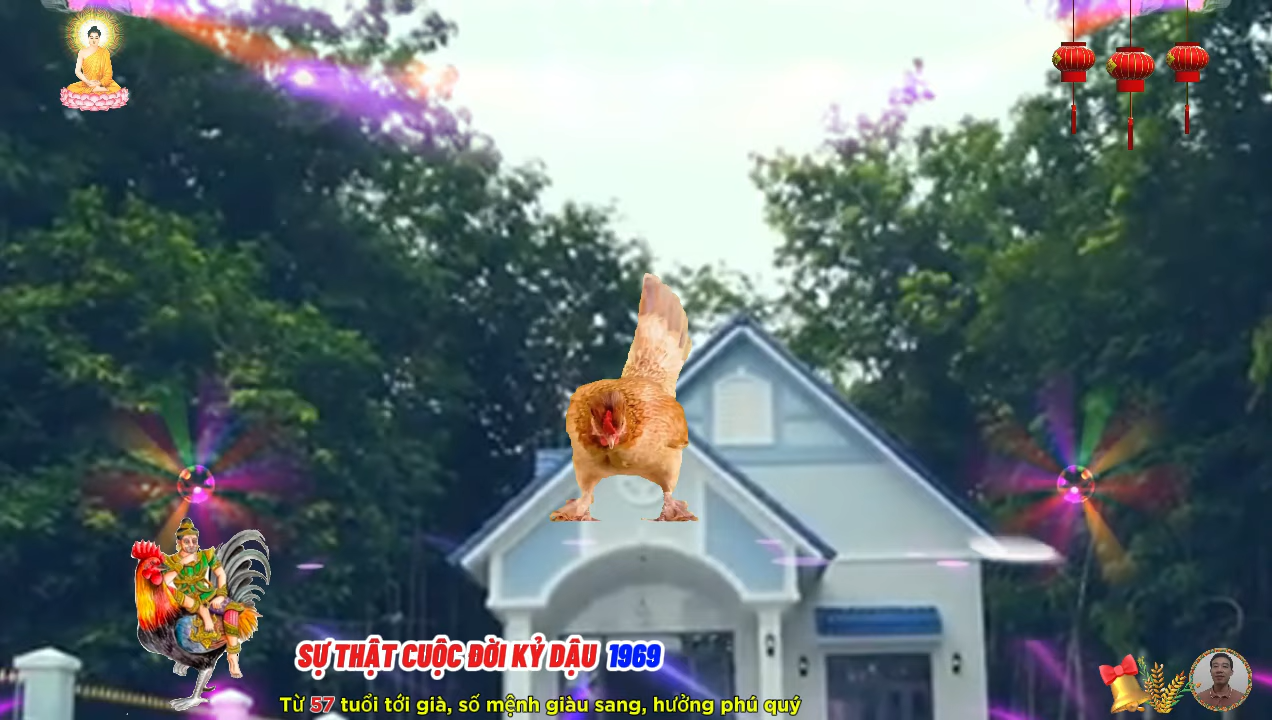 SỰ THẬT CUỘC ĐỜI KỶ DẬU 1969
Từ 57 tuổi tới già, số mệnh giàu sang, hưởng phú quý